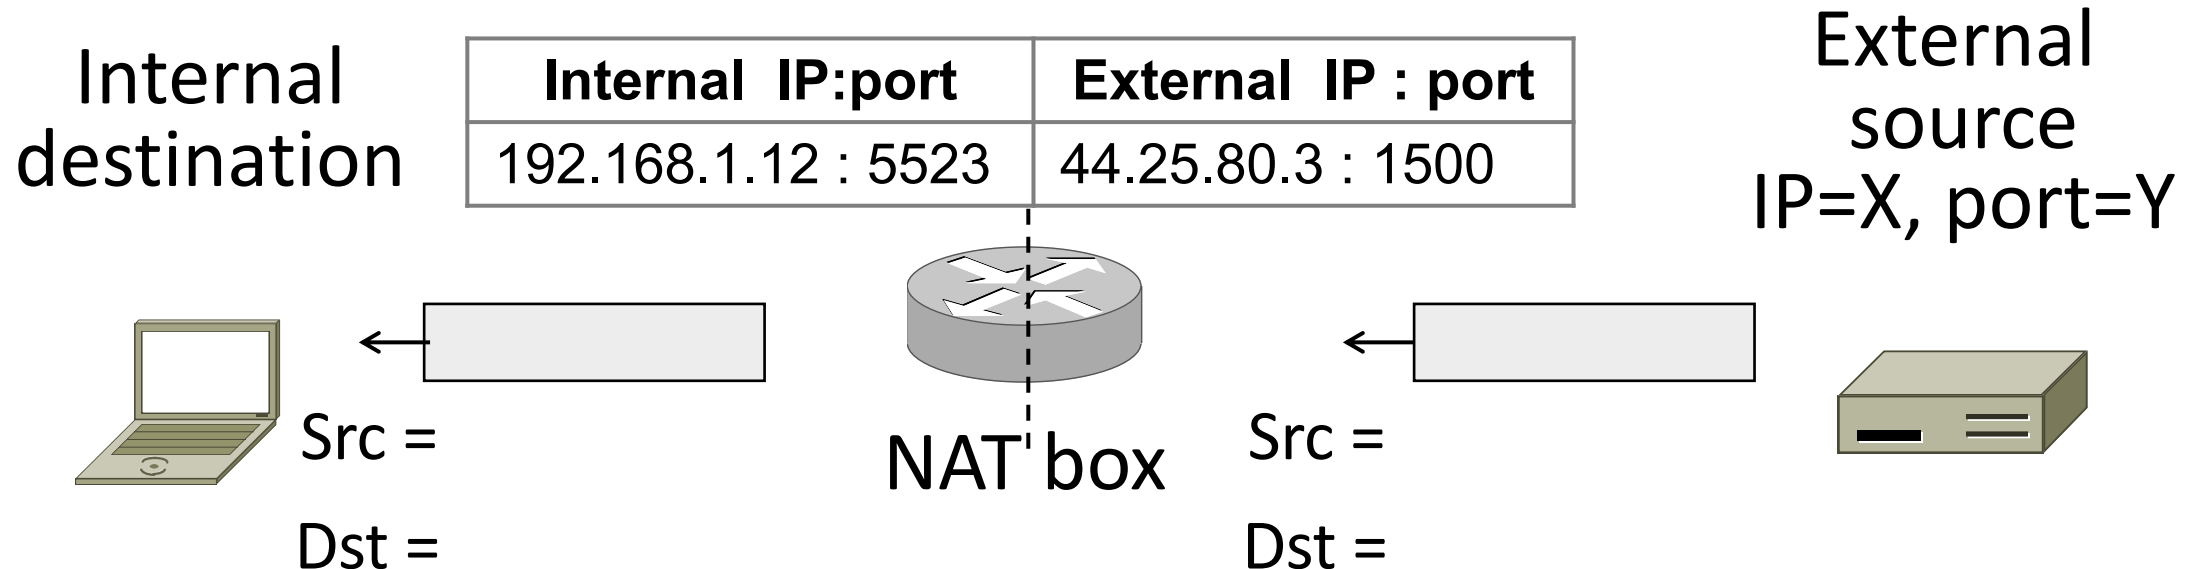 Internal
destination
Internal IP:port External IP : port
192.168.1.12 : 5523 44.25.80.3 : 1500
External
source
IP=X, port=Y
Src =
Dst =
NAT box
Src =
Dst =